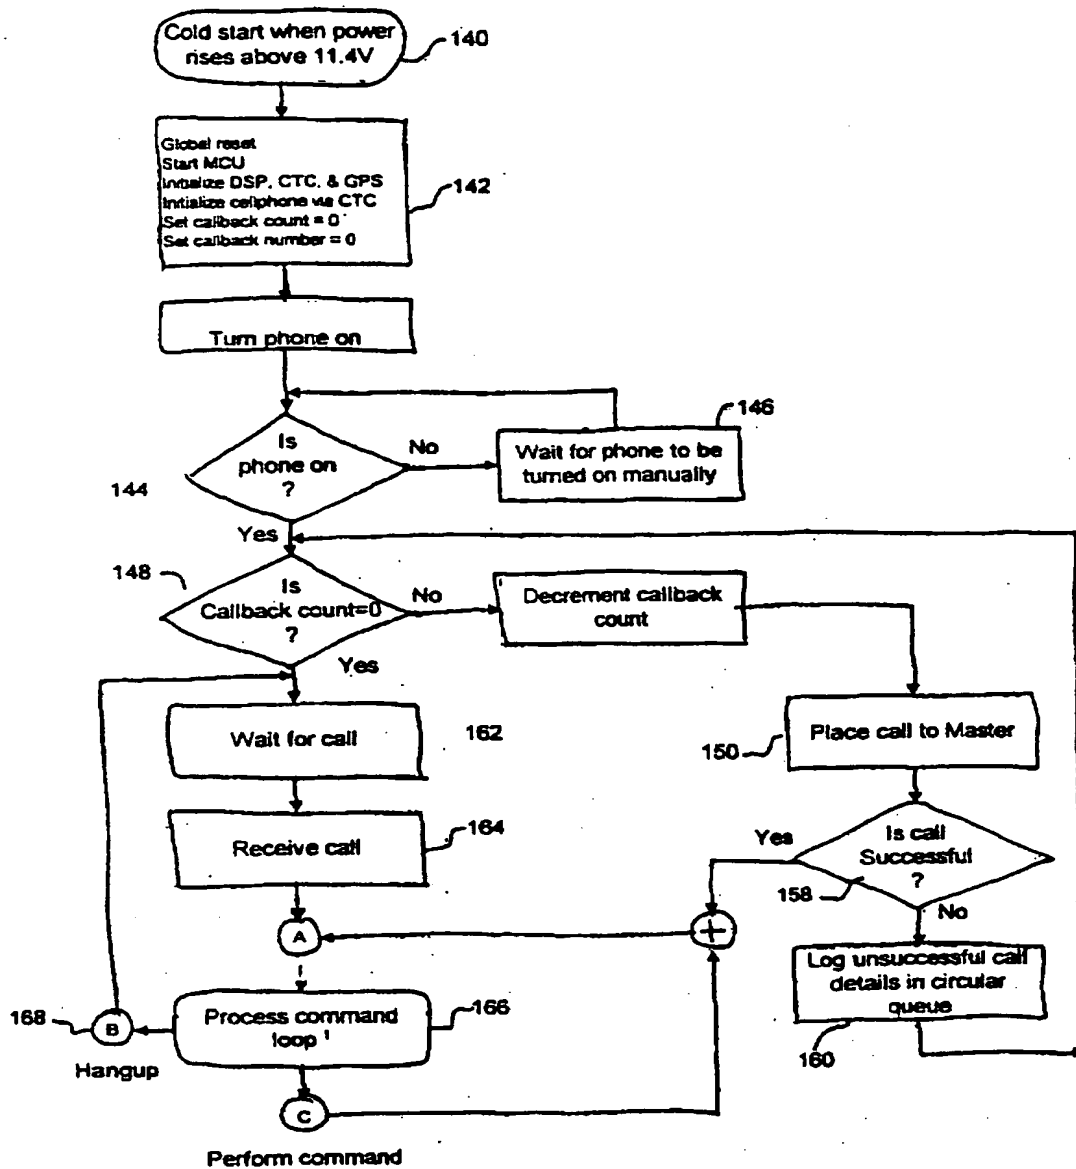 Cold start when power
rises above 11.4V
140
Global reset
Start MCU
Initialize DSP, CTC, & GPS
Initialize cellphone via CTC
Set callback count = 0
Set callback number = 0
142
Turn phone on
146
Is
phone on
?
No
Wait for phone to be
turned on manually
144
Yes
148
Is
Callback count=0
?
No
Decrement callback
count
Yes
Wait for call
162
150
Place call to Master
Receive call
164
Yes
Is call
Successful
?
158
No
A
+
Log unsuccessful call
details in circular
queue
160
168
B
Hangup
Process command
loop
166
C
Perform command